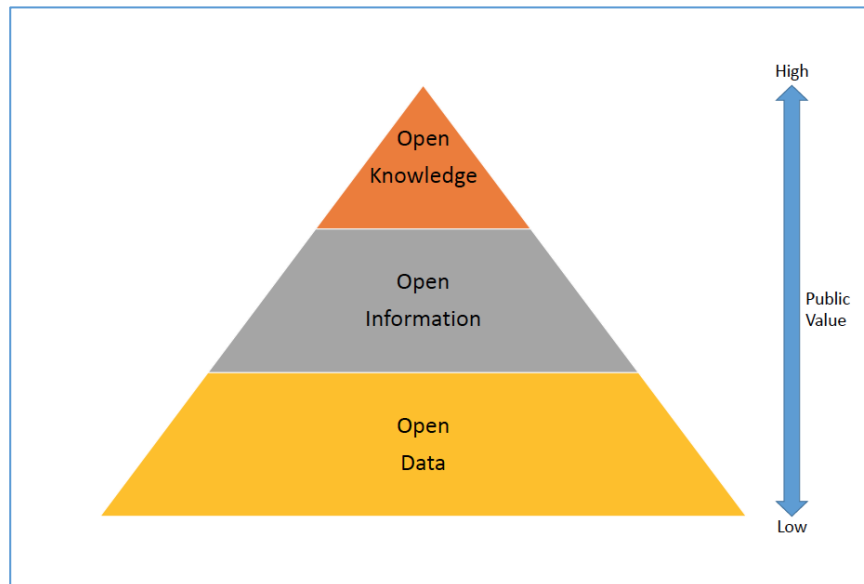 High
Open
Knowledge
Open
Information
Public
Value
Open
Data
Low